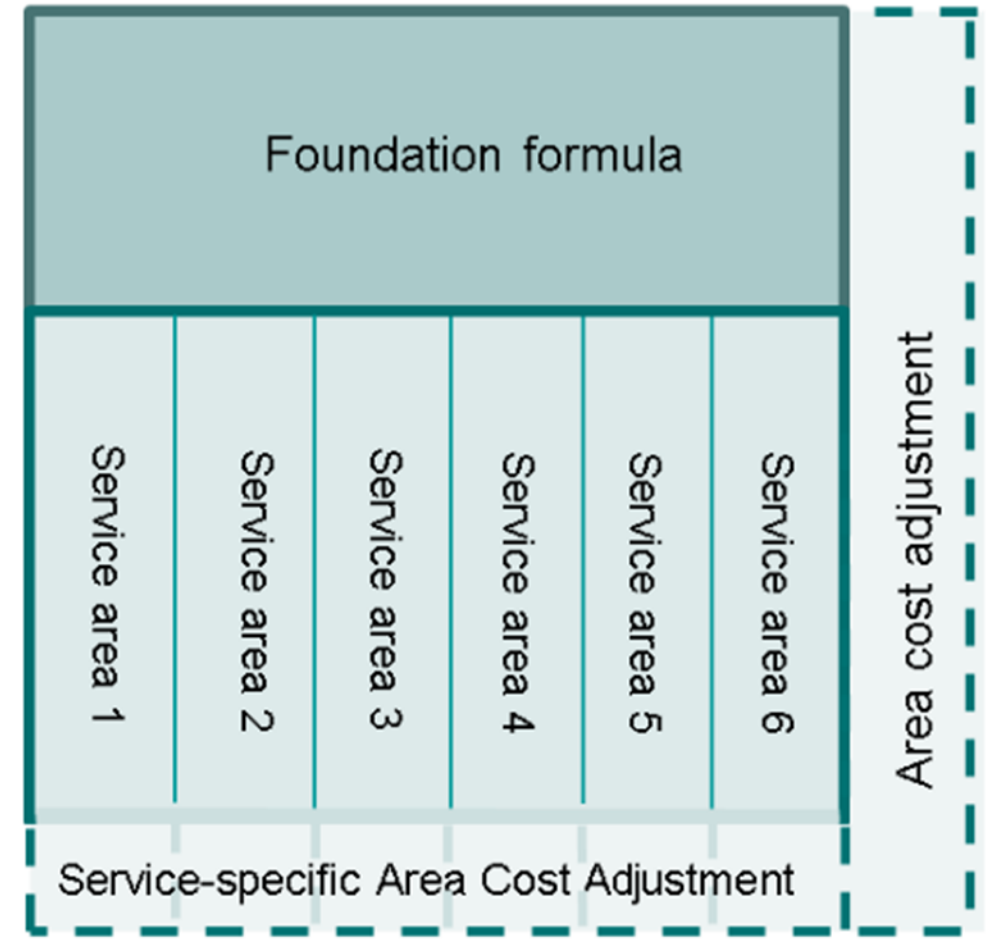 Foundation formula
Service area 1
Service area 2
Service area 3
Service area 4
Service area 5
Service area 6
Area cost adjustment
Service-specific Area Cost Adjustment